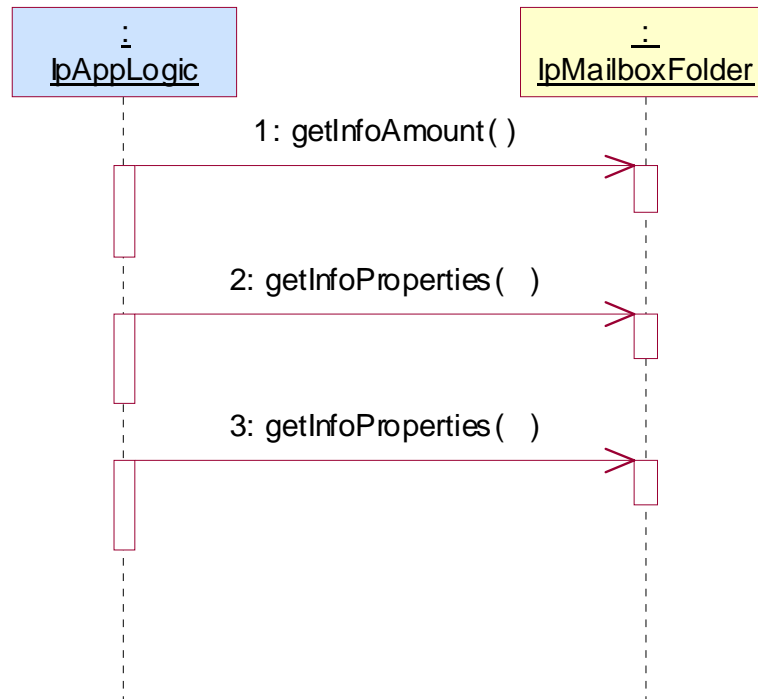 :
IpAppLogic
:
IpMailboxFolder
1: getInfoAmount( )
2: getInfoProperties( )
3: getInfoProperties( )